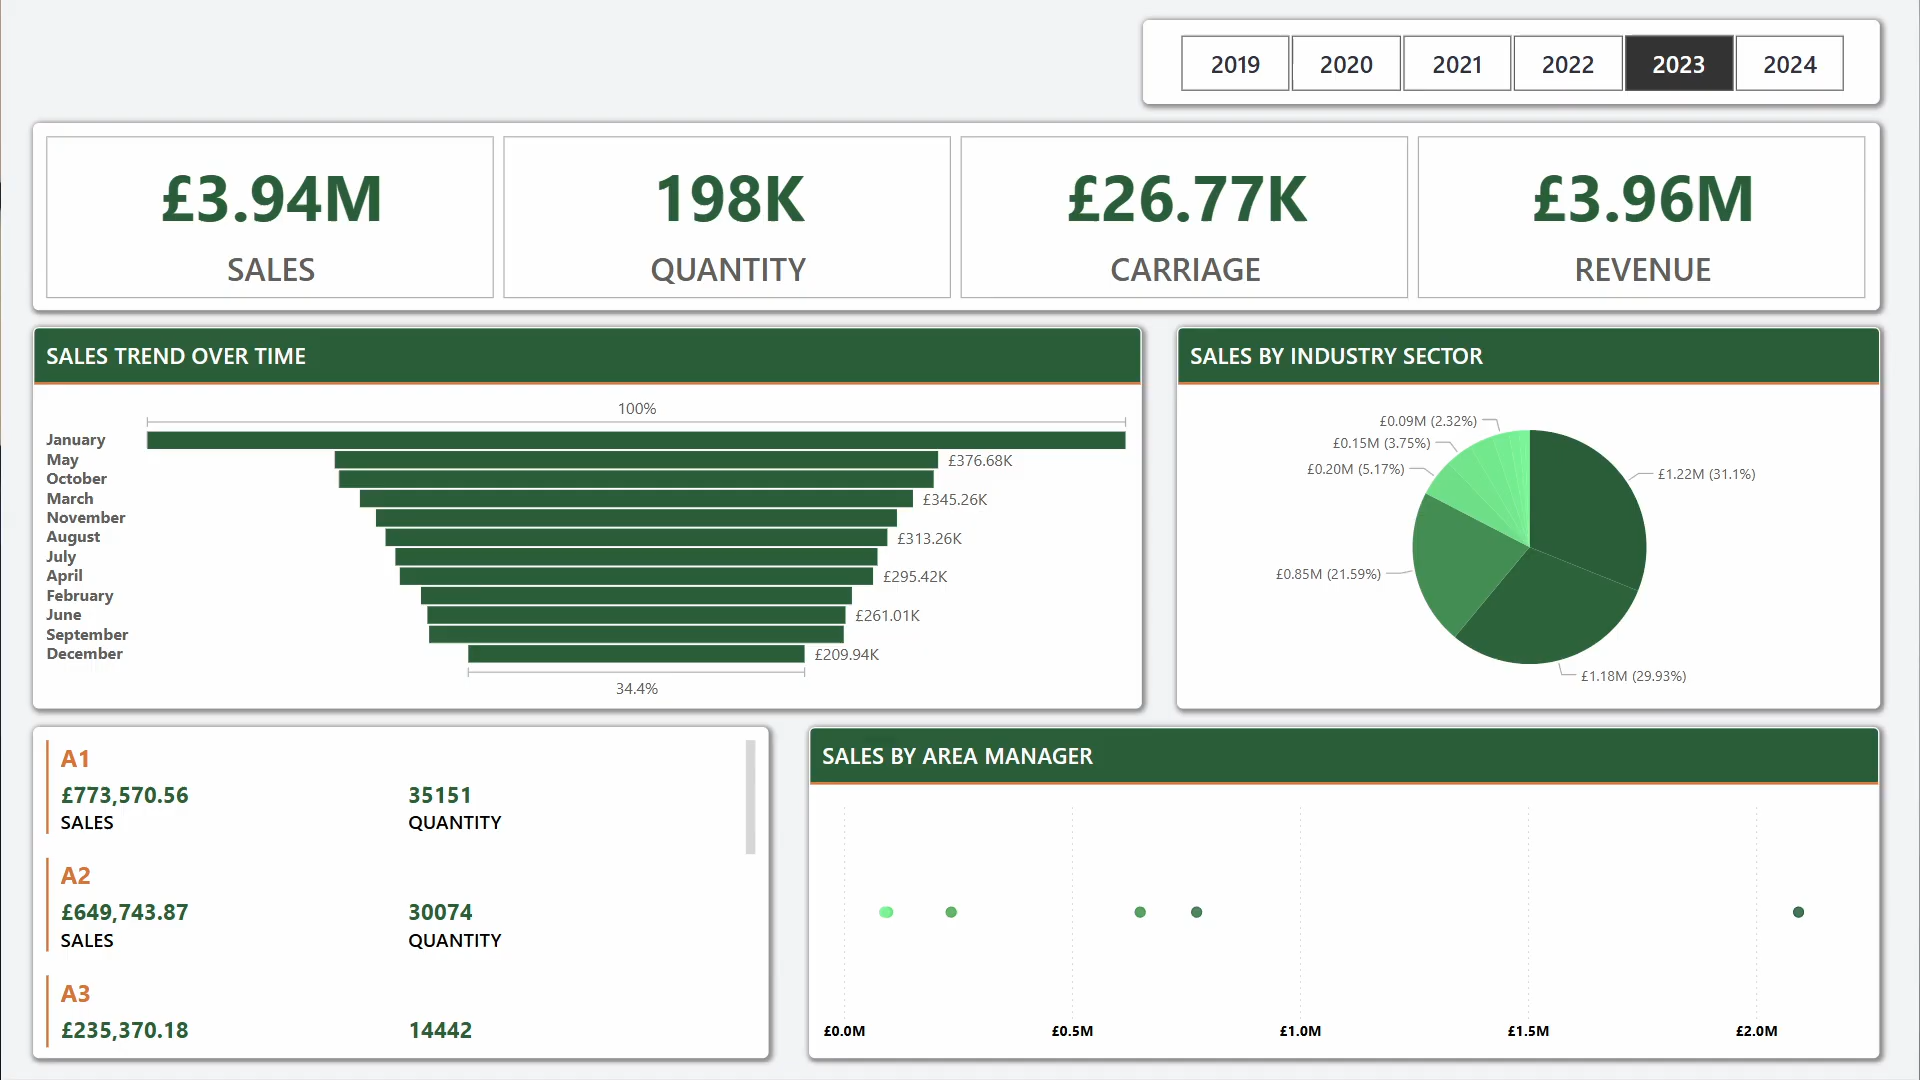 2019 2020 2021 2022 2023 2024
£3.94M
SALES
198K
QUANTITY
£26.77K
CARRIAGE
£3.96M
REVENUE
SALES TREND OVER TIME
100%
January
May £376.68K
October
March £345.26K
November
August £313.26K
July
April £295.42K
February
June £261.01K
September
December £209.94K
34.4%
SALES BY INDUSTRY SECTOR
£0.09M (2.32%)
£0.15M (3.75%)
£0.20M (5.17%)
£1.22M (31.1%)
£0.85M (21.59%)
£1.18M (29.93%)
A1
£773,570.56 35151
SALES QUANTITY
A2
£649,743.87 30074
SALES QUANTITY
A3
£235,370.18 14442
SALES BY AREA MANAGER
£0.0M £0.5M £1.0M £1.5M £2.0M